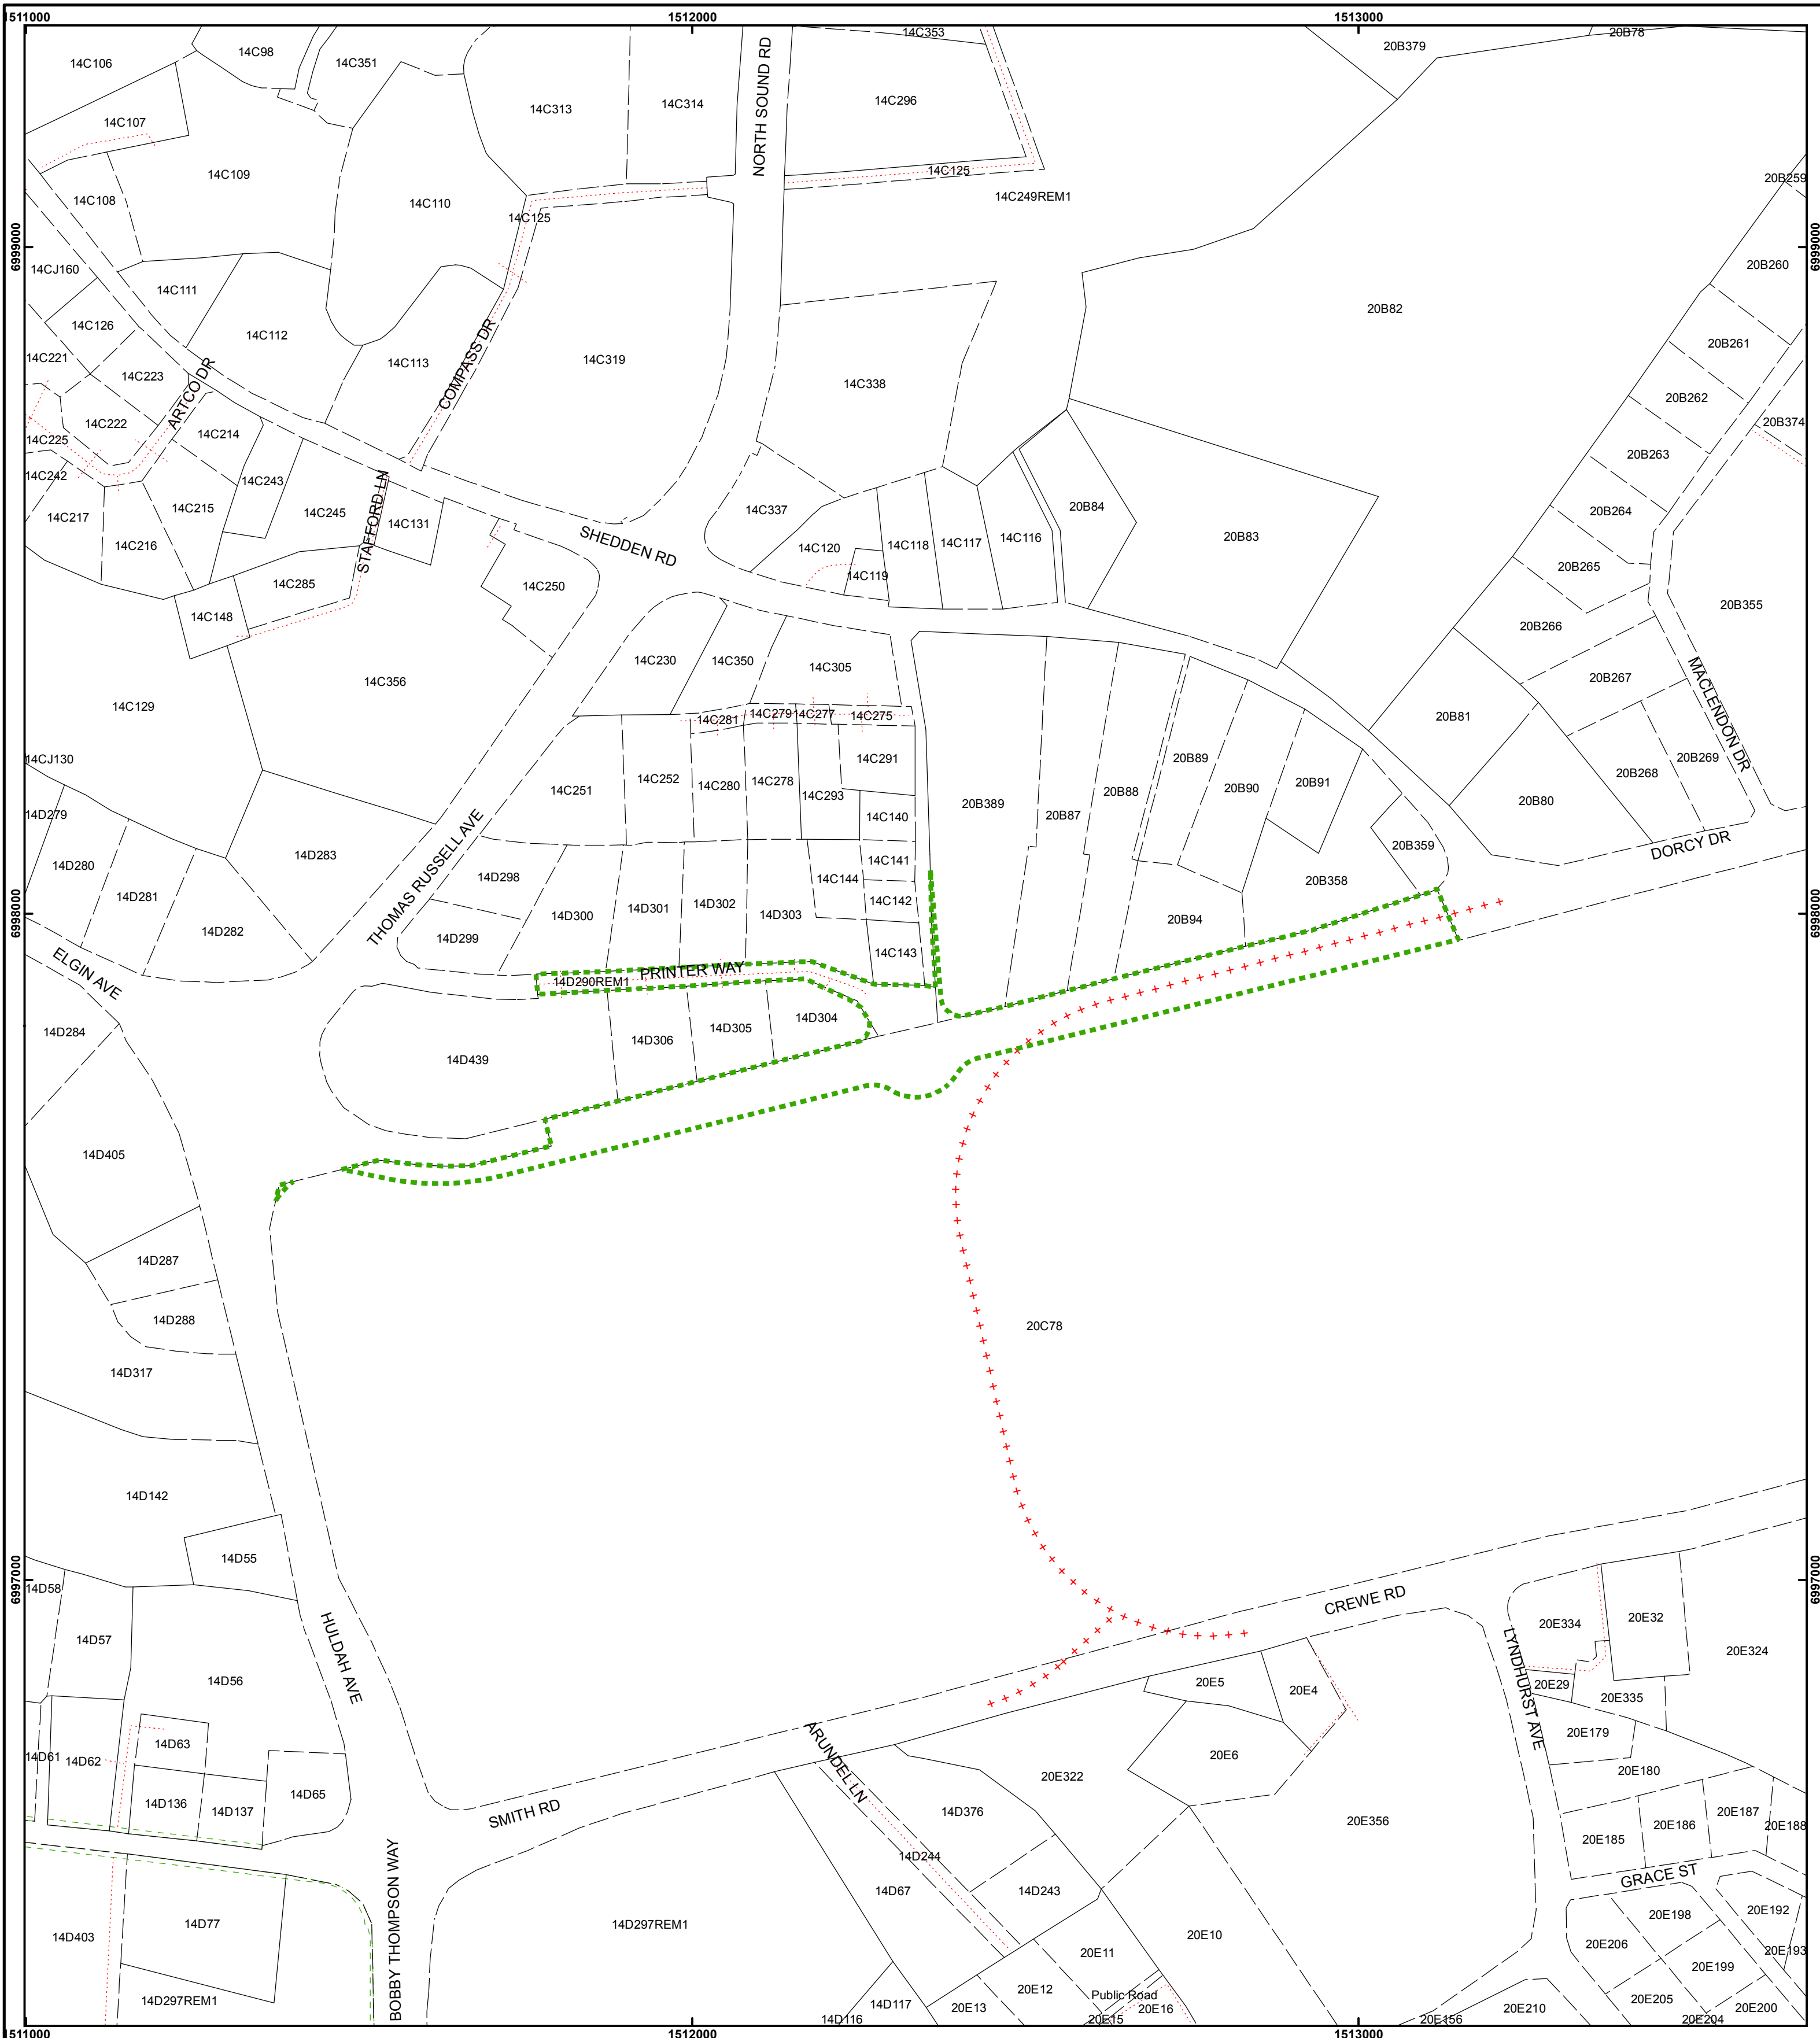 1511000
1512000
1513000
20B78
14C353
20B379
14C98
14C106
14C351
14C296
14C314
14C313
NORTH SOUND RD
14C107
14C125
14C109
20B259
14C249REM1
14C108
14C110
14C125
6999000
6999000
20B260
14CJ160
14C111
20B82
14C126
14C112
20B261
14C221
14C113
COMPASS DR
14C319
14C223
14C338
ARTCO DR
20B262
14C222
20B374
14C214
14C225
20B263
14C242
14C243
20B84
14C215
14C337
14C245
20B264
14C217
14C131
STAFFORD LN
SHEDDEN RD
14C116
20B83
14C117
14C118
14C216
14C120
20B265
14C119
14C285
14C250
20B355
14C148
20B266
14C230
14C350
14C305
20B267
14C356
MACLENDON DR
14C129
14C281
14C279
14C277
14C275
20B81
14CJ130
14C291
20B89
20B269
14C252
14C278
14C280
20B268
20B91
14C251
20B90
20B88
14C293
20B389
20B80
14D279
20B87
14C140
DORCY DR
20B359
14D283
14C141
14D280
THOMAS RUSSELL AVE
14D298
14C144
20B358
14D281
14C142
14D302
14D301
14D300
14D303
6998000
6998000
20B94
14D282
14D299
14C143
ELGIN AVE
PRINTER WAY
14D290REM1
14D304
14D305
14D284
14D306
14D439
14D405
14D287
14D288
20C78
14D317
14D142
14D55
6997000
6997000
14D58
CREWE RD
20E32
20E334
14D57
HULDAH AVE
20E324
14D56
20E5
20E29
20E4
20E335
LYNDHURST AVE
20E179
14D63
20E6
14D61
14D62
20E180
ARUNDEL LN
20E322
14D65
14D136
14D137
14D376
SMITH RD
20E187
20E356
20E186
20E188
20E185
14D244
GRACE ST
14D67
14D243
BOBBY THOMPSON WAY
20E192
20E198
14D77
14D297REM1
14D403
20E10
20E206
20E11
20E193
20E199
20E12
Public Road
14D297REM1
20E205
14D117
20E13
20E16
20E210
20E200
14D116
20E15
20E156
20E204
1511000
1512000
1513000